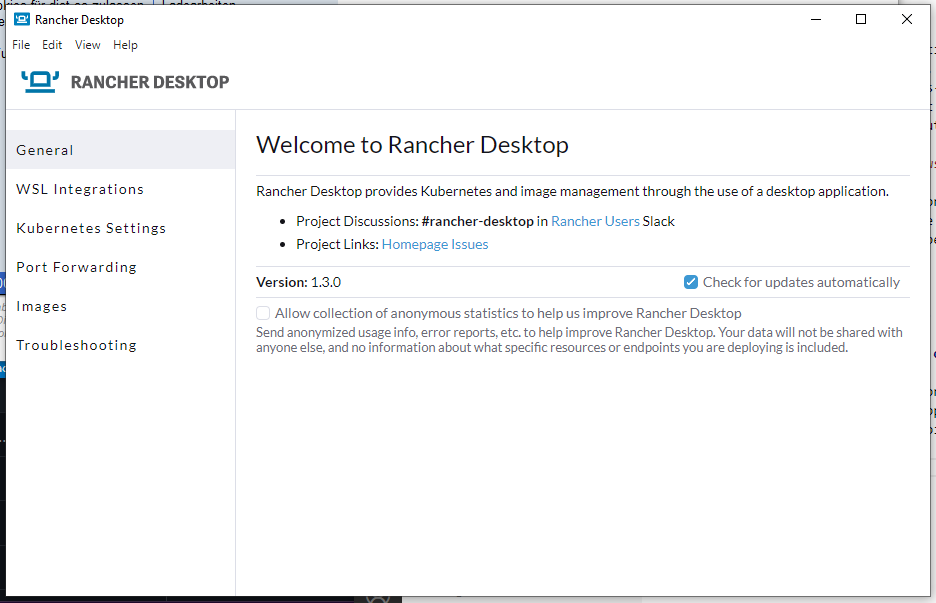 Rancher Desktop
File Edit View Help
RANCHER DESKTOP
General
WSL Integrations
Kubernetes Settings
Port Forwarding
Images
Troubleshooting
Welcome to Rancher Desktop
Rancher Desktop provides Kubernetes and image management through the use of a desktop application.
• Project Discussions: #rancher-desktop in Rancher Users Slack
• Project Links: Homepage Issues
Version: 1.3.0
Check for updates automatically
Allow collection of anonymous statistics to help us improve Rancher Desktop
Send anonymized usage info, error reports, etc. to help improve Rancher Desktop. Your data will not be shared with
anyone else, and no information about what specific resources or endpoints you are deploying is included.